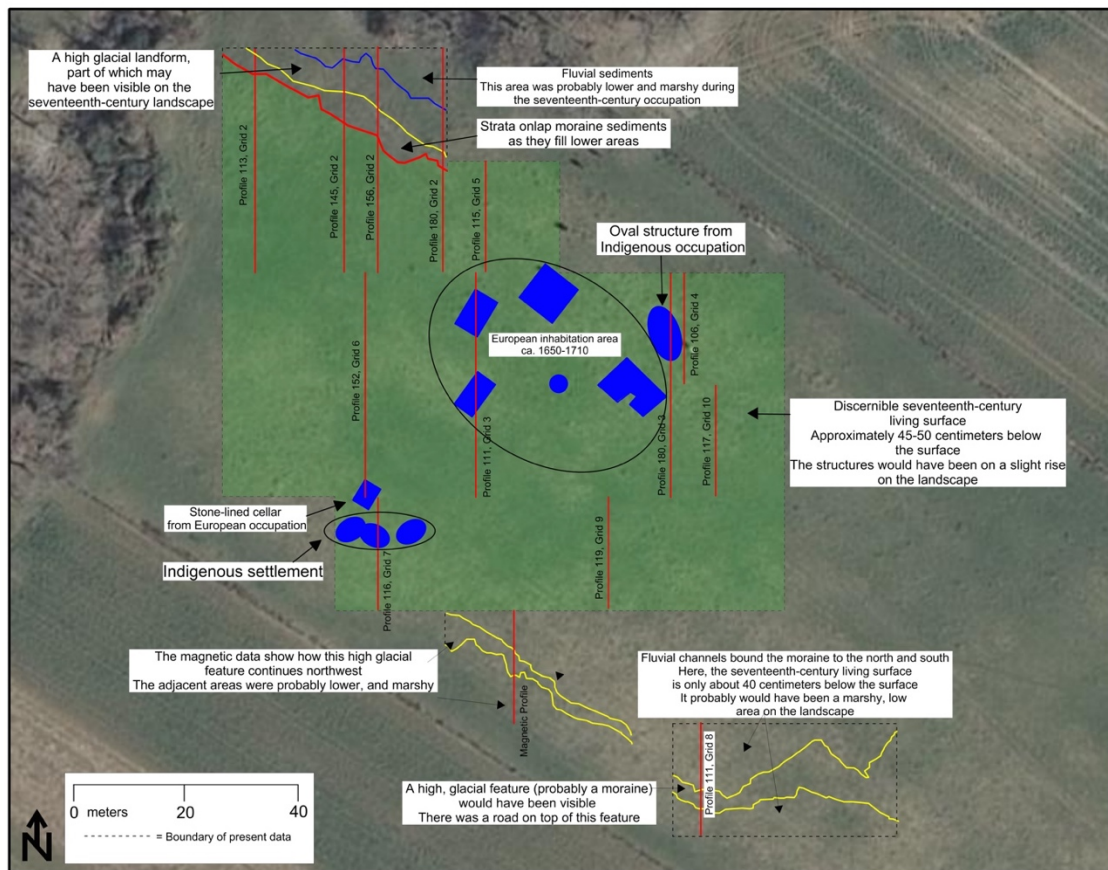 A high glacial landform,
part of which may
have been visible on the
seventeenth-century landscape
Fluvial sediments
This area was probably lower and marshy during
the seventeenth-century occupation
Strata onlap moraine sediments
as they fill lower areas
Profile 113, Grid 2
Profile 145, Grid 2
Profile 156, Grid 2
Profile 180, Grid 2
Profile 115, Grid 5
Oval structure from
Indigenous occupation
European inhabitation area
ca. 1650-1710
Profile 106, Grid 4
Profile 152, Grid 6
Profile 111, Grid 3
Profile 180, Grid 3
Profile 117, Grid 10
Discernible seventeenth-century
living surface
Approximately 45-50 centimeters below
the surface
The structures would have been on a slight rise
on the landscape
Stone-lined cellar
from European occupation
Indigenous settlement
Profile 116, Grid 7
Profile 119, Grid 9
The magnetic data show how this high glacial
feature continues northwest
The adjacent areas were probably lower, and marshy
Magnetic Profile
Fluvial channels bound the moraine to the north and south
Here, the seventeenth-century living surface
is only about 40 centimeters below the surface
It probably would have been a marshy, low
area on the landscape
Profile 111, Grid 8
A high, glacial feature (probably a moraine)
would have been visible
There was a road on top of this feature
0 meters 20 40
= Boundary of present data
N